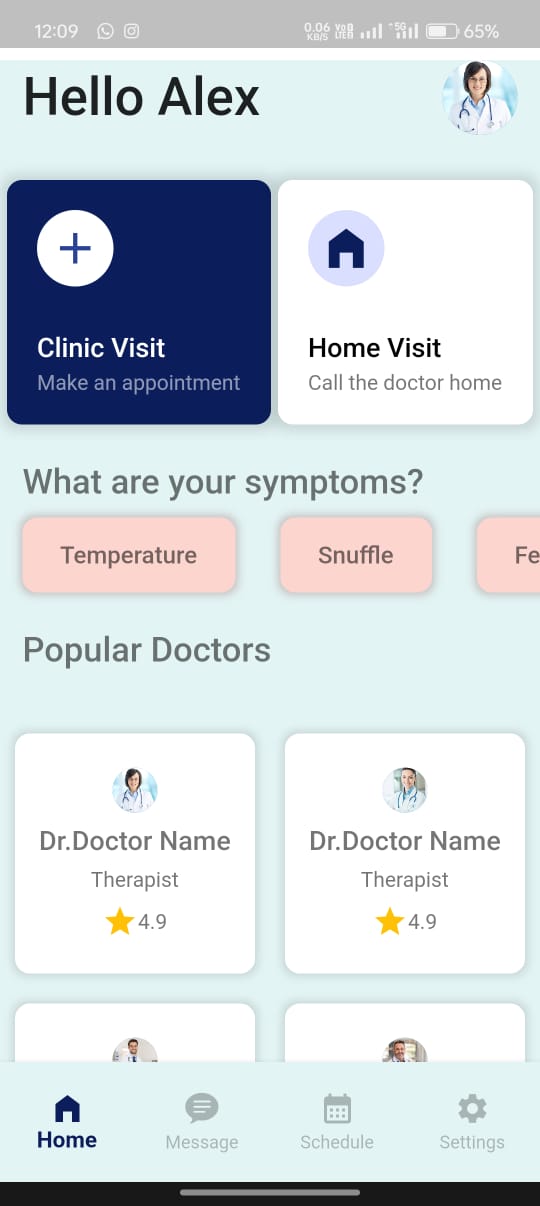 12:09 0.06 KB/S VoD LTE2 5G 65%
Hello Alex
Clinic Visit
Make an appointment
Home Visit
Call the doctor home
What are your symptoms?
Temperature Snuffle Fe
Popular Doctors
Dr.Doctor Name
Therapist
4.9
Dr.Doctor Name
Therapist
4.9
Home Message Schedule Settings